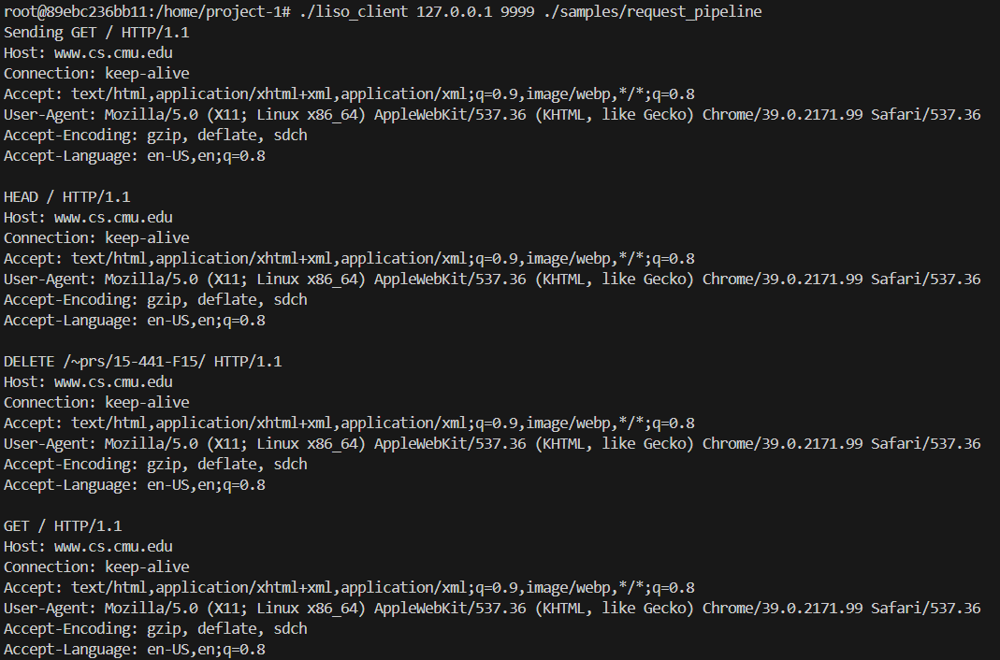 root@89ebc236bb11:/home/project-1# ./liso_client 127.0.0.1 9999 ./samples/request_pipeline
Sending GET / HTTP/1.1
Host: www.cs.cmu.edu
Connection: keep-alive
Accept: text/html,application/xhtml+xml,application/xml;q=0.9,image/webp,*/*;q=0.8
User-Agent: Mozilla/5.0 (X11; Linux x86_64) AppleWebKit/537.36 (KHTML, like Gecko) Chrome/39.0.2171.99 Safari/537.36
Accept-Encoding: gzip, deflate, sdch
Accept-Language: en-US,en;q=0.8

HEAD / HTTP/1.1
Host: www.cs.cmu.edu
Connection: keep-alive
Accept: text/html,application/xhtml+xml,application/xml;q=0.9,image/webp,*/*;q=0.8
User-Agent: Mozilla/5.0 (X11; Linux x86_64) AppleWebKit/537.36 (KHTML, like Gecko) Chrome/39.0.2171.99 Safari/537.36
Accept-Encoding: gzip, deflate, sdch
Accept-Language: en-US,en;q=0.8

DELETE /~prs/15-441-F15/ HTTP/1.1
Host: www.cs.cmu.edu
Connection: keep-alive
Accept: text/html,application/xhtml+xml,application/xml;q=0.9,image/webp,*/*;q=0.8
User-Agent: Mozilla/5.0 (X11; Linux x86_64) AppleWebKit/537.36 (KHTML, like Gecko) Chrome/39.0.2171.99 Safari/537.36
Accept-Encoding: gzip, deflate, sdch
Accept-Language: en-US,en;q=0.8

GET / HTTP/1.1
Host: www.cs.cmu.edu
Connection: keep-alive
Accept: text/html,application/xhtml+xml,application/xml;q=0.9,image/webp,*/*;q=0.8
User-Agent: Mozilla/5.0 (X11; Linux x86_64) AppleWebKit/537.36 (KHTML, like Gecko) Chrome/39.0.2171.99 Safari/537.36
Accept-Encoding: gzip, deflate, sdch
Accept-Language: en-US,en;q=0.8